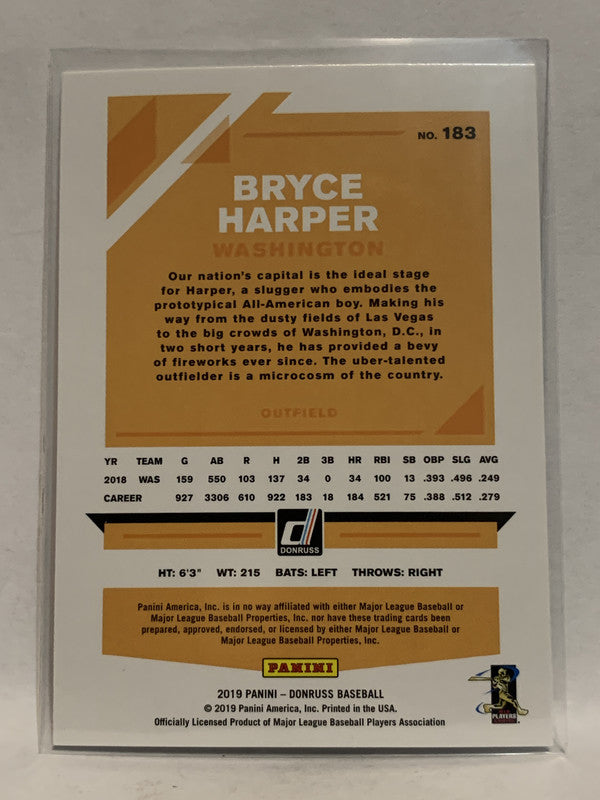 NO. 183
BRYCE
HARPER
WASHINGTON
Our nation's capital is the ideal stage
for Harper, a slugger who embodies the
prototypical All-American boy. Making his
way from the dusty fields of Las Vegas
to the big crowds of Washington, D.C., in
two short years, he has provided a bevy
of fireworks ever since. The uber-talented
outfielder is a microcosm of the country.
OUTFIELD
YR TEAM G AB R H 2B 3B HR RBI SB OBP SLG AVG
2018 WAS 159 550 103 137 34 0 34 100 13 .393 .496 .249
CAREER 927 3306 610 922 183 18 184 521 75 .388 .512 .279
d
DONRUSS
HT: 6'3" WT: 215 BATS: LEFT THROWS: RIGHT
Panini America, Inc. is in no way affiliated with either Major League Baseball or
Major League Baseball Properties, Inc. nor have these trading cards been
prepared, approved, endorsed, or licensed by either Major League Baseball or
Major League Baseball Properties, Inc.
PANINI
2019 PANINI – DONRUSS BASEBALL
© 2019 Panini America, Inc. Printed in the USA.
Officially Licensed Product of Major League Baseball Players Association
PLAYERS